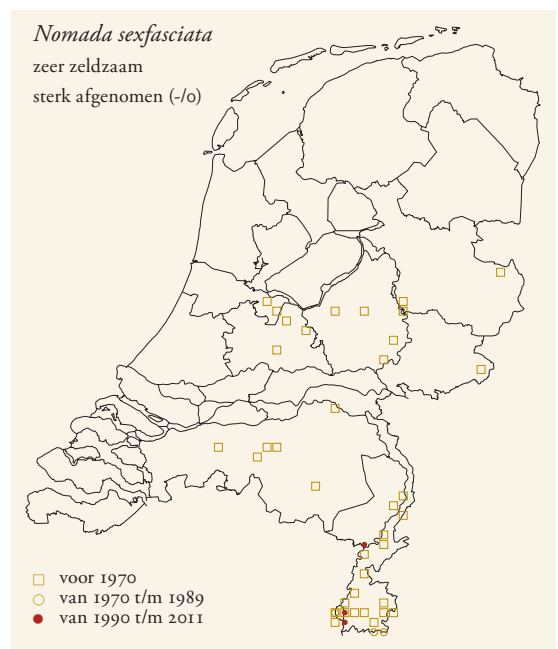 Nomada sexfasciata
zeer zeldzaam
sterk afgenomen (-/0)
voor 1970
van 1970 t/m 1989
van 1990 t/m 2011